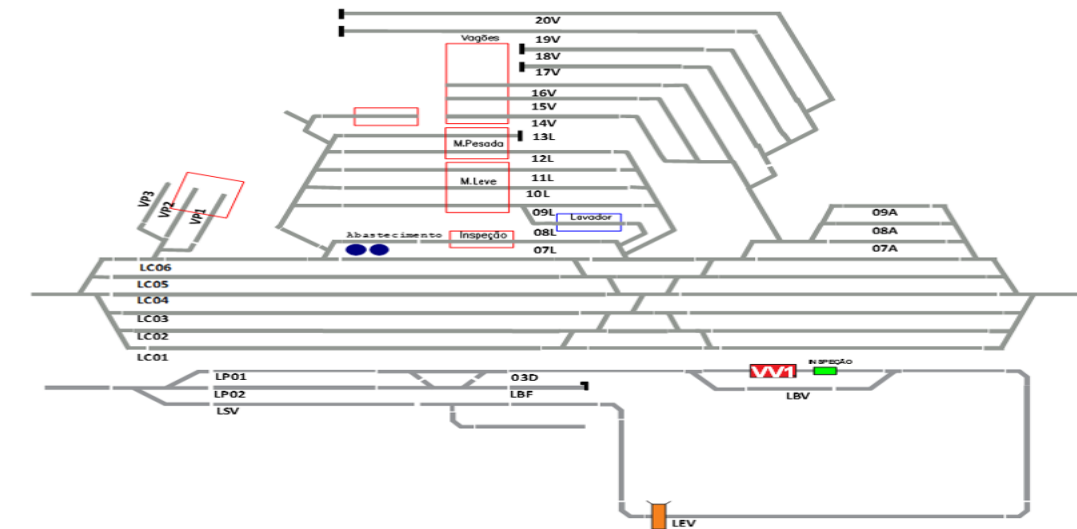 20V
19V
Vagões
18V
17V
16V
15V
14V
13L
M.Pesada
12L
11L
M.Leve
10L
VP3
VP2
VP1
09L
Lavador
09A
08L
08A
Abastecimento
Inspeção
07L
07A
LC06
LC05
LC04
LC03
LC02
LC01
INSPEÇÃO
VV1
LP01
03D
LP02
LBF
LBV
LSV
LEV